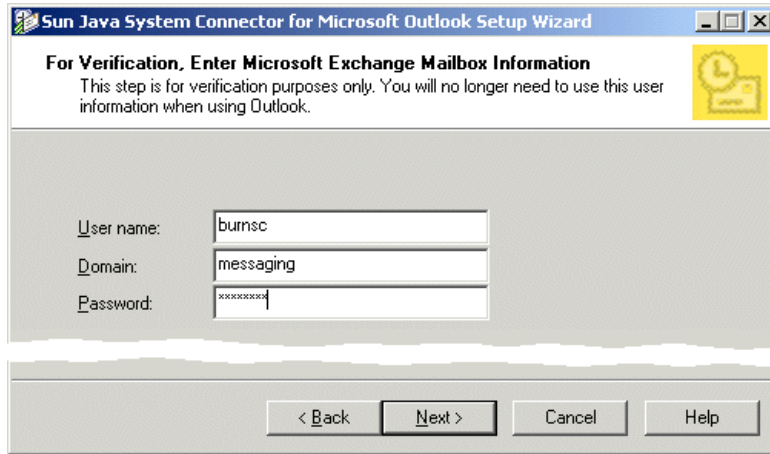 Sun Java System Connector for Microsoft Outlook Setup Wizard
For Verification, Enter Microsoft Exchange Mailbox Information
This step is for verification purposes only. You will no longer need to use this user
information when using Outlook.
User name: burnsc
Domain: messaging
Password: ********
< Back Next > Cancel Help